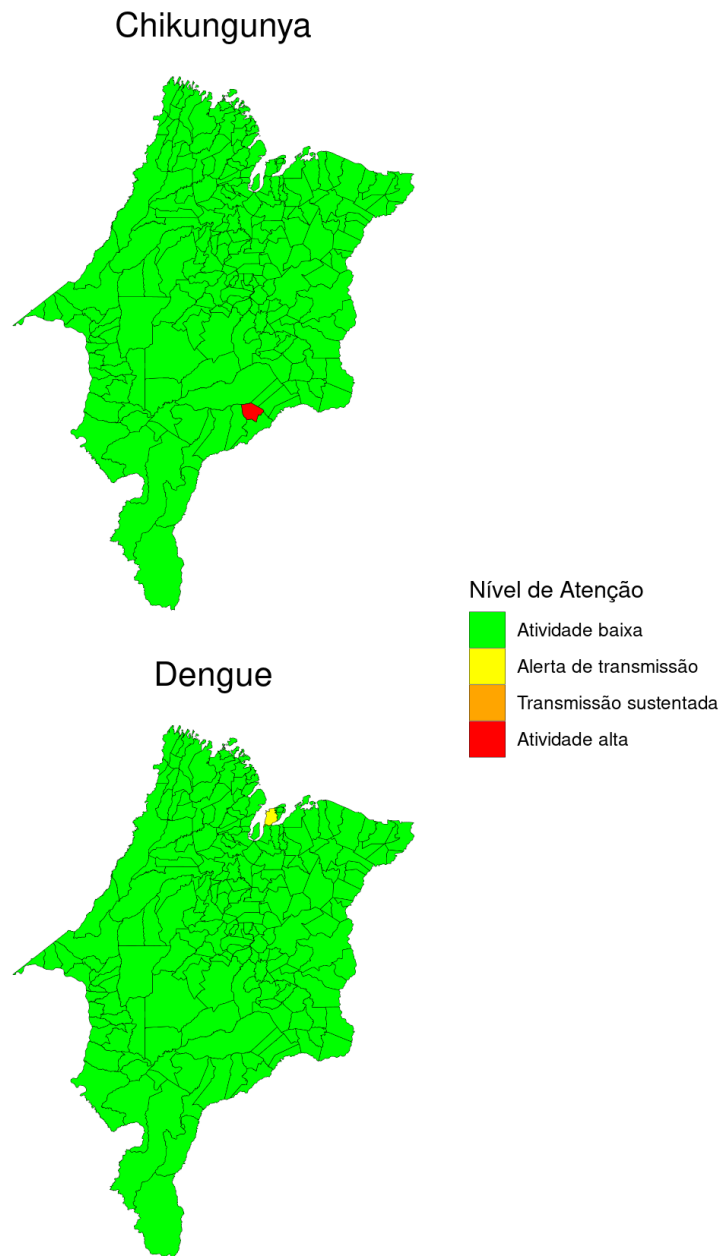 Chikungunya
Nível de Atenção
Atividade baixa
Alerta de transmissão
Transmissão sustentada
Atividade alta
Dengue